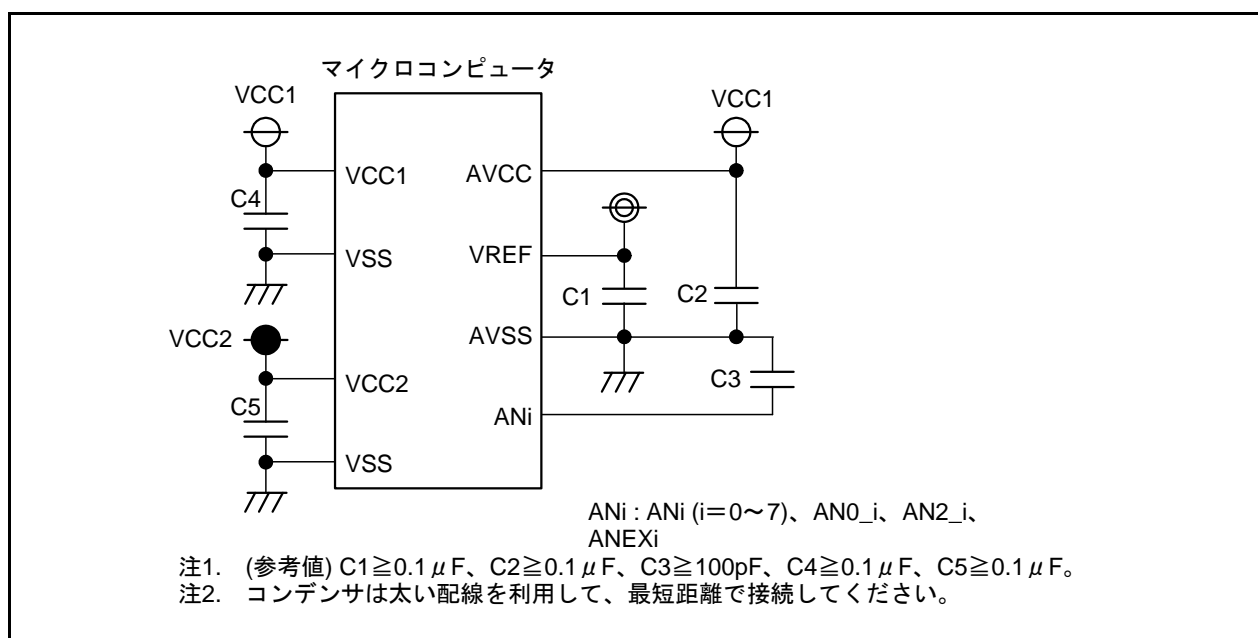 マイクロコンピュータ
VCC1
VCC1
VCC1
AVCC
C4
VSS
VREF
C1
C2
VCC2
AVSS
VCC2
C3
C5
ANi
VSS
ANi : ANi (i＝0～7)、AN0_i、AN2_i、
ANEXi
注1. (参考値) C1≧0.1μF、C2≧0.1μF、C3≧100pF、C4≧0.1μF、C5≧0.1μF。
注2. コンデンサは太い配線を利用して、最短距離で接続してください。